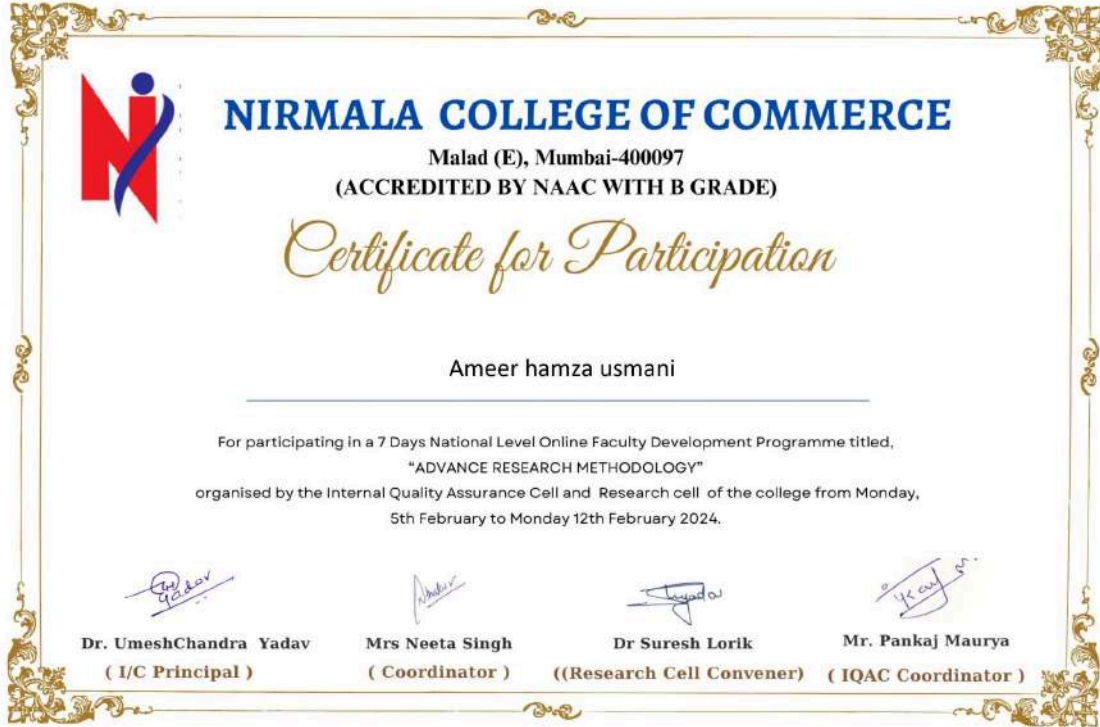 NIRMALA COLLEGE OF COMMERCE
Malad (E), Mumbai-400097
(ACCREDITED BY NAAC WITH B GRADE)
Certificate for Participation
Ameer hamza usmani
For participating in a 7 Days National Level Online Faculty Development Programme titled,
“ADVANCE RESEARCH METHODOLOGY”
organised by the Internal Quality Assurance Cell and Research cell of the college from Monday,
5th February to Monday 12th February 2024.
Dr. UmeshChandra Yadav Mrs Neeta Singh Dr Suresh Lorik Mr. Pankaj Maurya
( I/C Principal ) ( Coordinator ) ((Research Cell Convener) ( IQAC Coordinator )